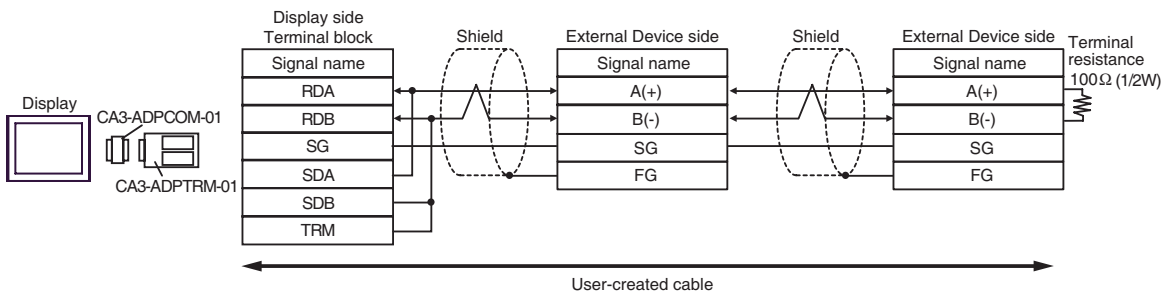 Display side
Terminal block
Shield
External Device side
Shield
External Device side
Terminal
resistance
100Ω (1/2W)
Signal name
Signal name
Signal name
RDA
A(+)
A(+)
Display
CA3-ADPCOM-01
RDB
B(-)
B(-)
SG
SG
SG
CA3-ADPTRM-01
SDA
FG
FG
SDB
TRM
User-created cable